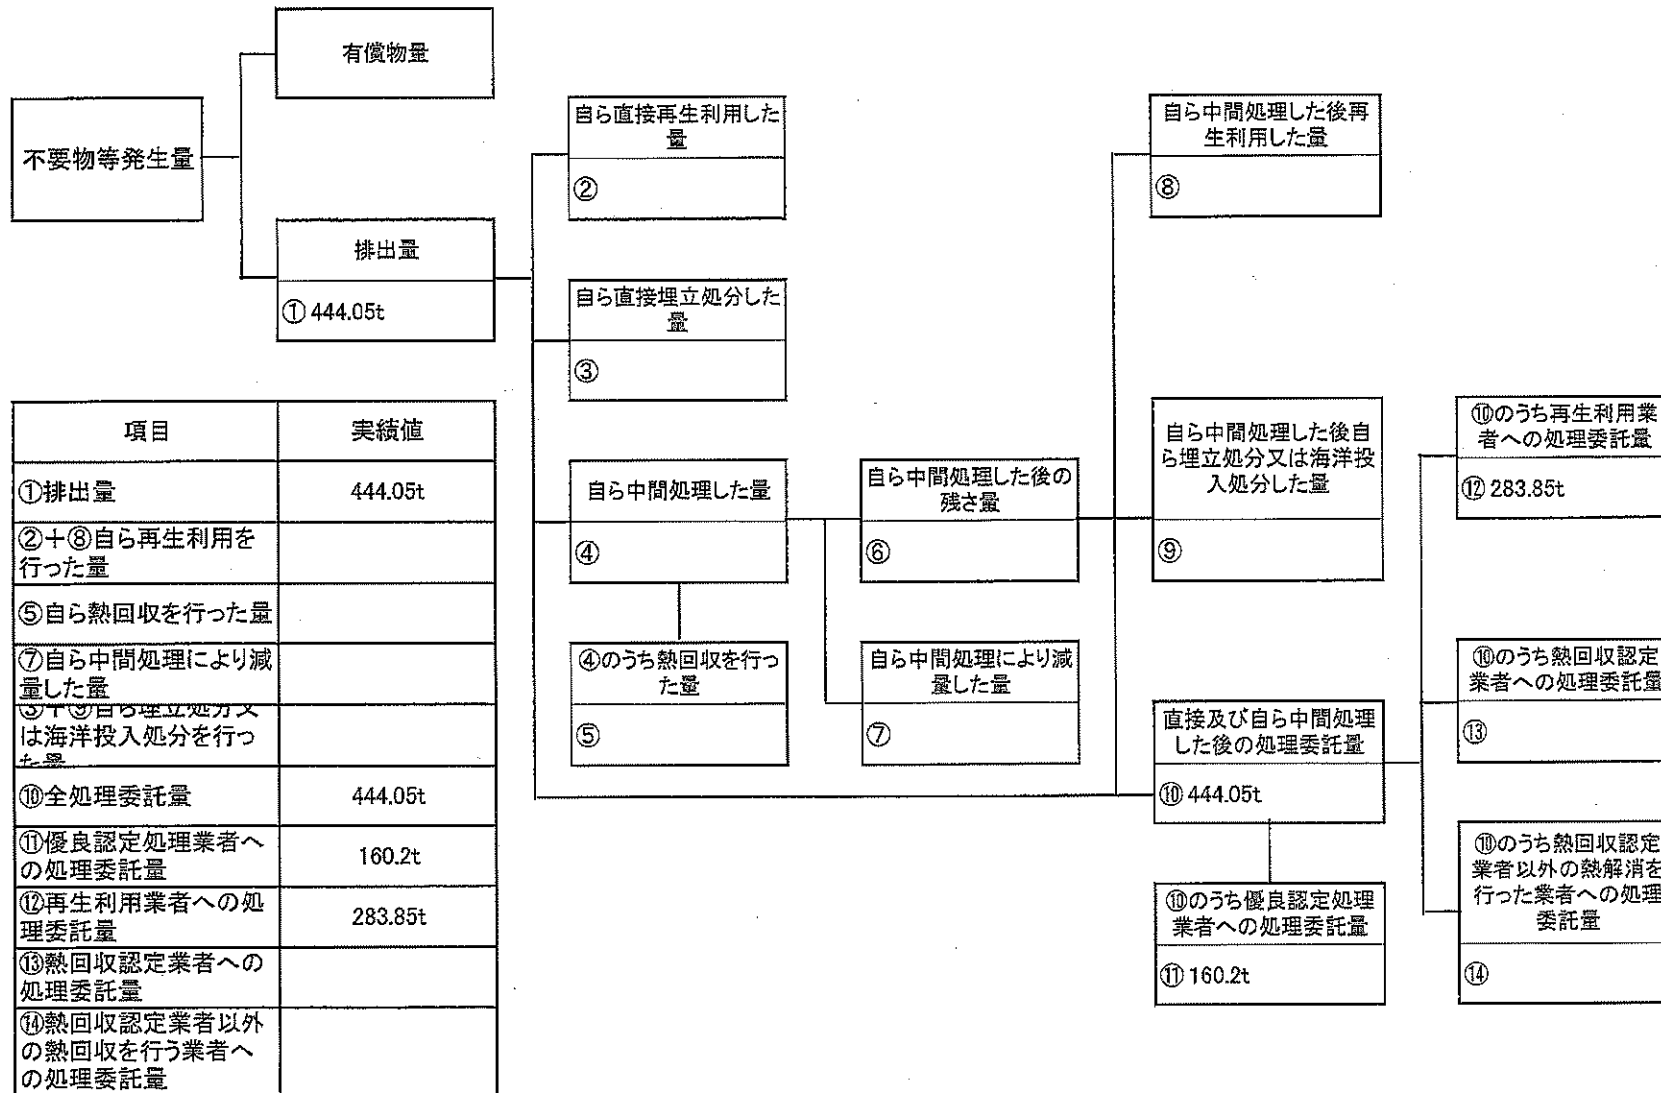 有償物量
不要物等発生量
排出量
①444.05t
自ら直接再生利用した
量
②
自ら直接埋立処分した
量
③
自ら中間処理した量
④
④のうち熱回収を行っ
た量
⑤
自ら中間処理した後の
残さ量
⑥
自ら中間処理により減
量した量
⑦
自ら中間処理した後再
生利用した量
⑧
自ら中間処理した後自
ら埋立処分又は海洋投
入処分した量
⑨
直接及び自ら中間処理
した後の処理委託量
⑩444.05t
⑩のうち優良認定処理
業者への処理委託量
⑪160.2t
⑩のうち再生利用業
者への処理委託量
⑫283.85t
⑩のうち熱回収認定
業者への処理委託量
⑬
⑩のうち熱回収認定
業者以外の熱解消を
行った業者への処理
委託量
⑭
項目 実績値
①排出量 444.05t
②＋⑧自ら再生利用を
行った量
⑤自ら熱回収を行った量
⑦自ら中間処理により減
量した量
③＋⑨自ら埋立処分又
は海洋投入処分を行っ
た量
⑩全処理委託量 444.05t
⑪優良認定処理業者へ
の処理委託量 160.2t
⑫再生利用業者への処
理委託量 283.85t
⑬熱回収認定業者への
処理委託量
⑭熱回収認定業者以外
の熱回収を行う業者へ
の処理委託量